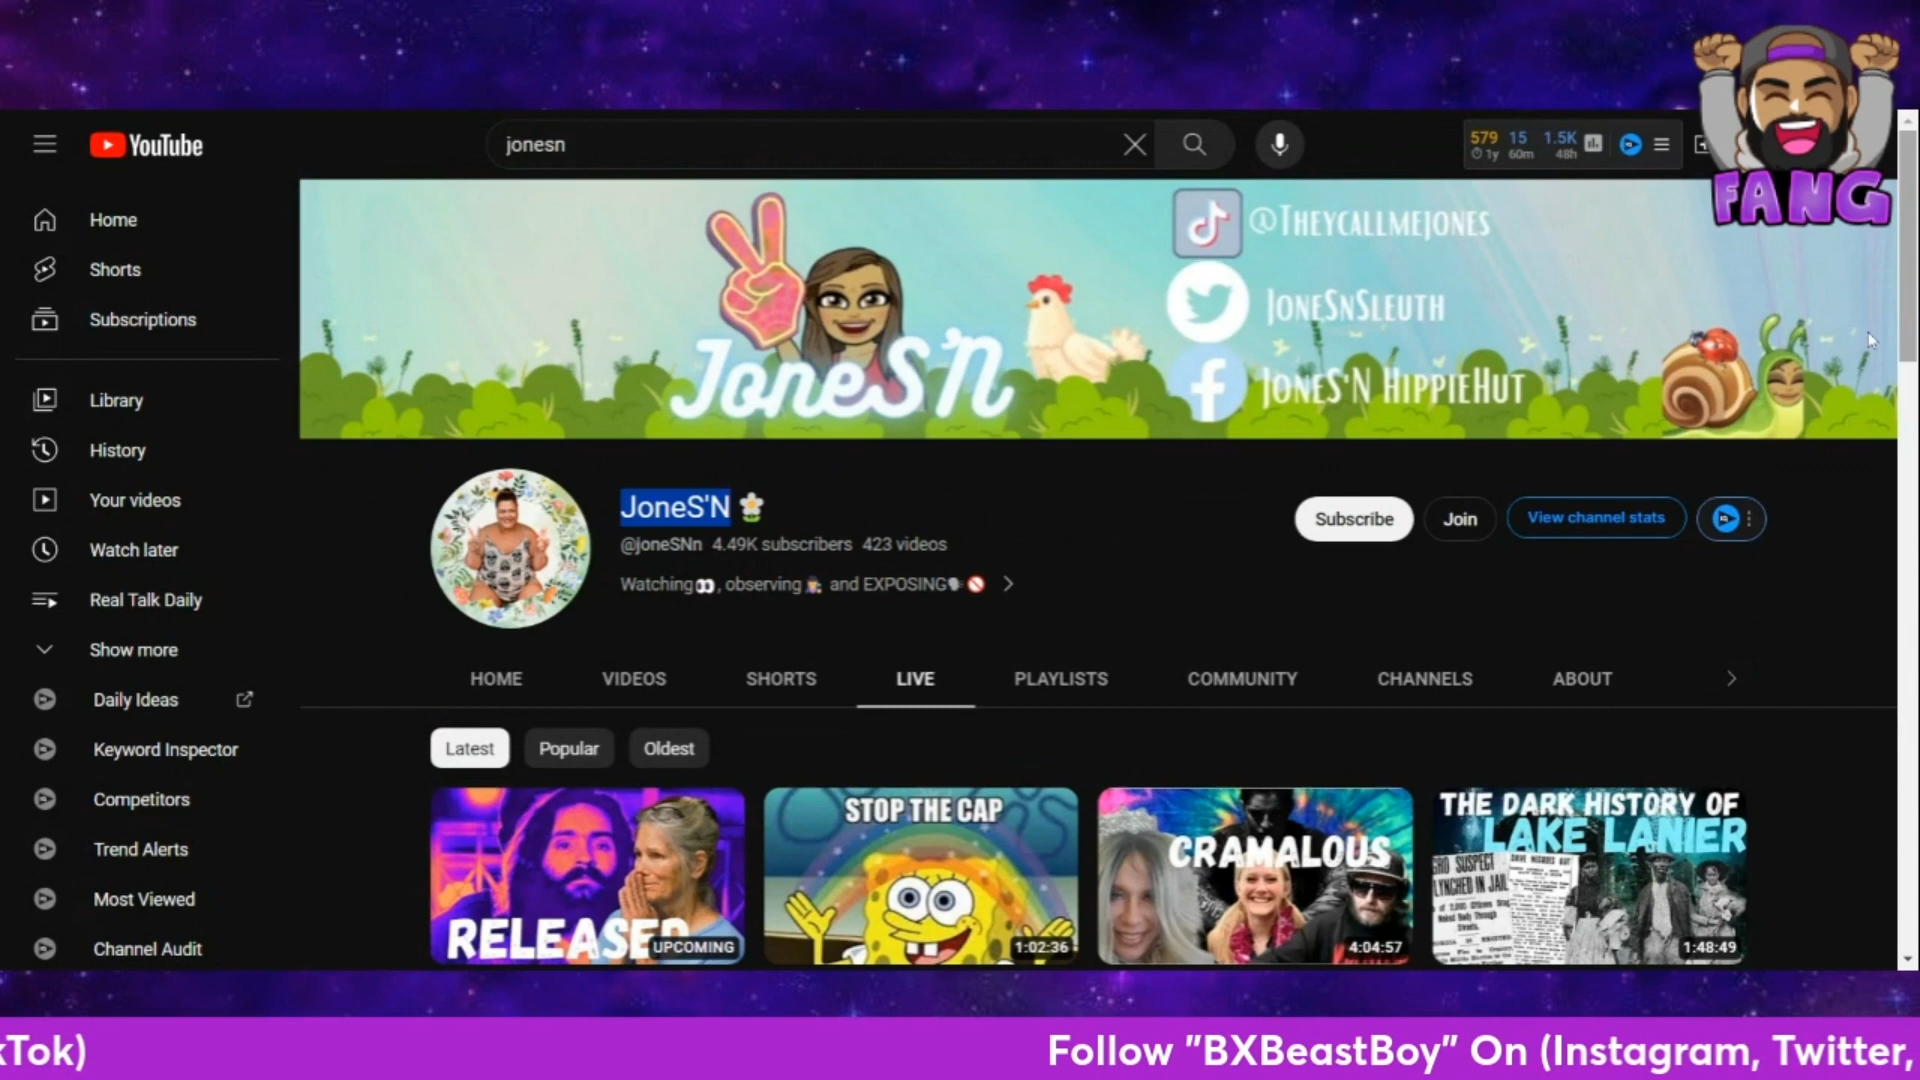 FANG
YouTube
jonesn
579 15 1.5K
1y 60m 48h
Home
Shorts
Subscriptions
Library
History
Your videos
Watch later
Real Talk Daily
Show more
Daily Ideas
Keyword Inspector
Competitors
Trend Alerts
Most Viewed
Channel Audit
@THEYCALLMEJONES
JONESNSLEUTH
JONES'N HIPPIEHUT
JoneS'n
JoneS'N
@joneSNn 4.49K subscribers 423 videos
Watching, observing and EXPOSING
Subscribe
Join
View channel stats
HOME
VIDEOS
SHORTS
LIVE
PLAYLISTS
COMMUNITY
CHANNELS
ABOUT
Latest
Popular
Oldest
RELEASED
UPCOMING
STOP THE CAP
1:02:36
CRAMALOUS
4:04:57
THE DARK HISTORY OF
LAKE LANIER
SUSPECT
LYNCHED IN JAIL
1:48:49
kTok)
Follow "BXBeastBoy" On (Instagram, Twitter,